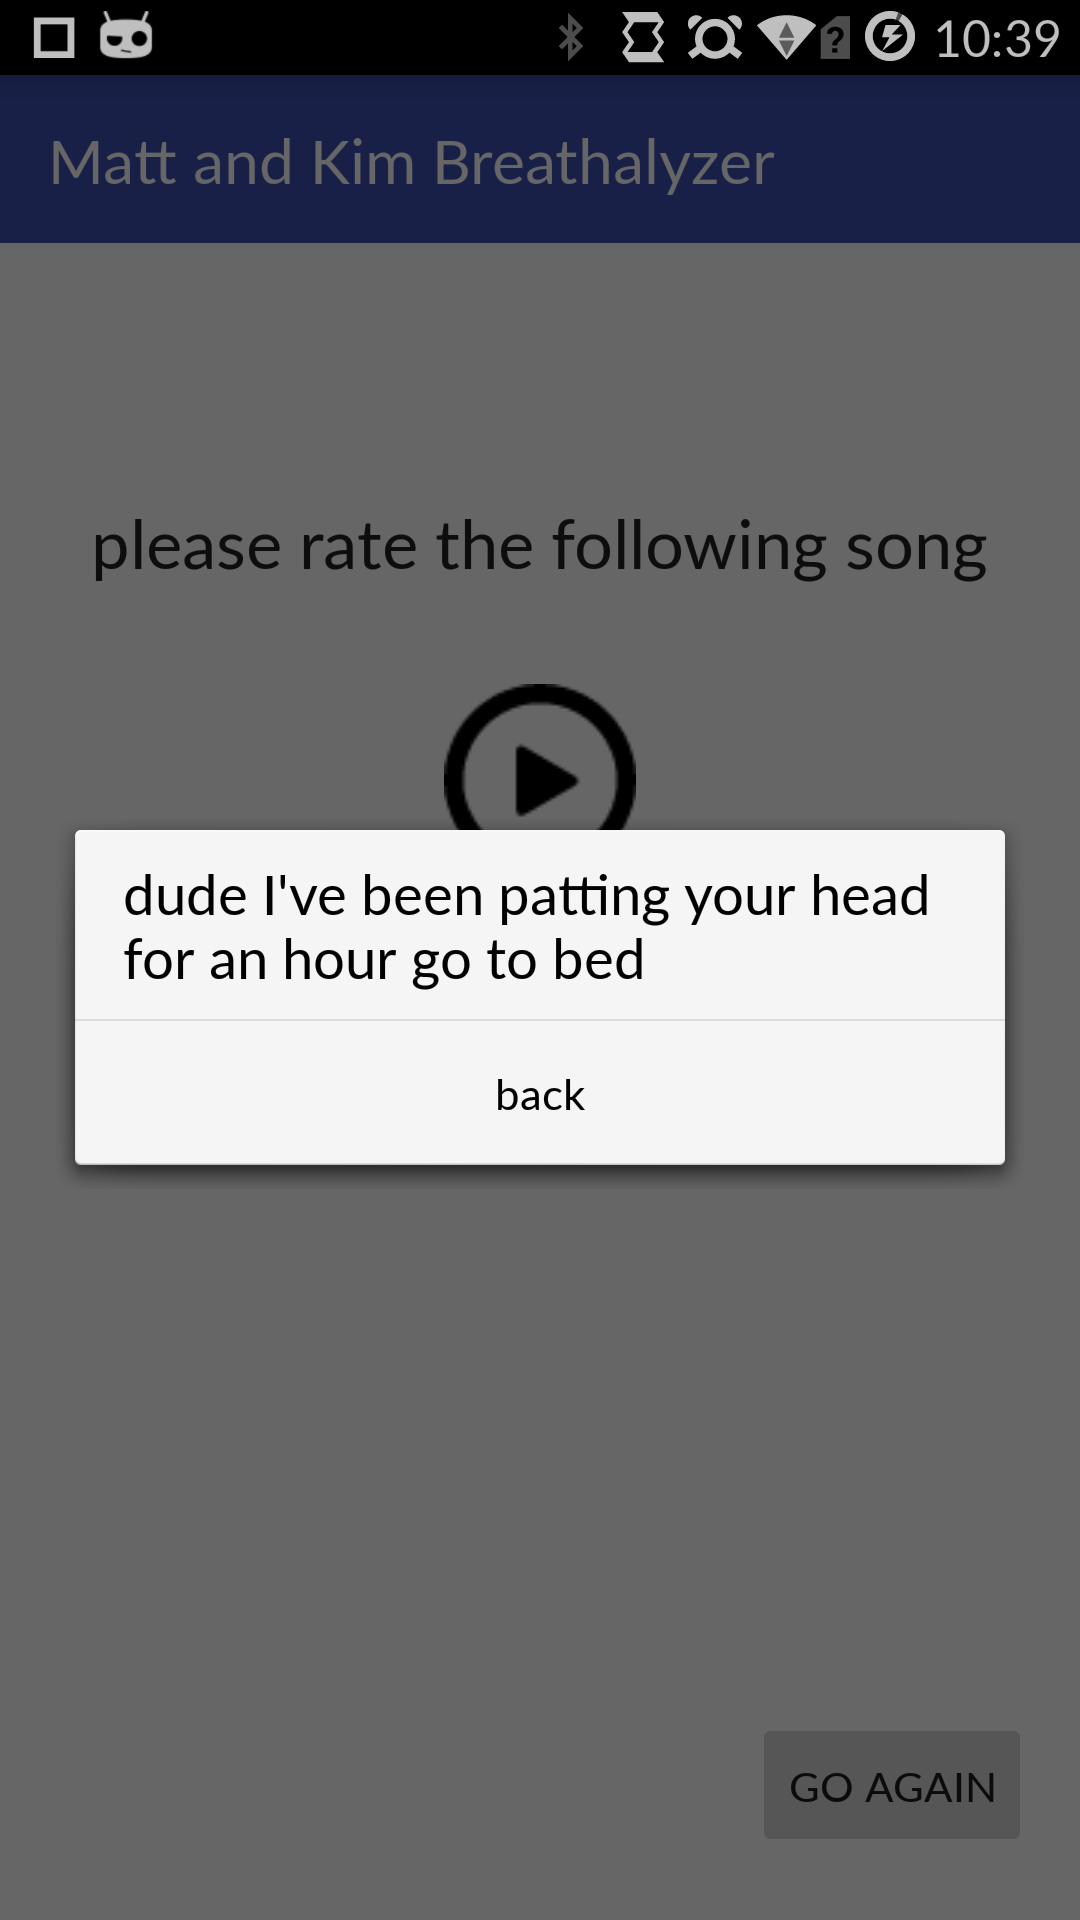 10:39
Matt and Kim Breathalyzer
please rate the following song
dude I've been patting your head
for an hour go to bed
back
GO AGAIN